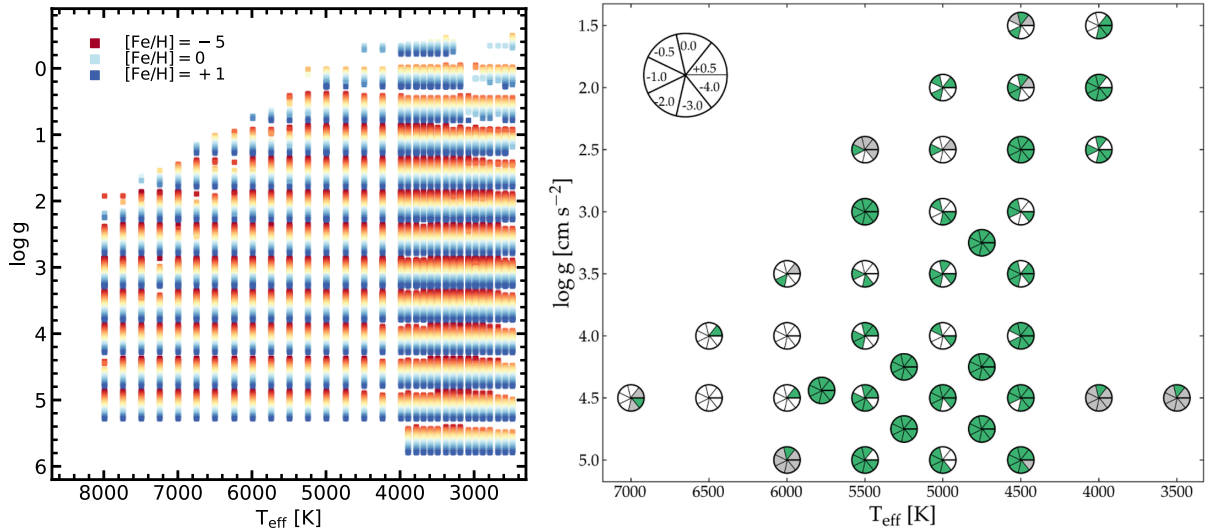 [Fe/H] = − 5
[Fe/H] = 0
[Fe/H] = + 1
0
1
2
3
4
5
6
log g
8000 7000 6000 5000 4000 3000
T_eff [K]
0.0
-0.5
+0.5
-1.0
-4.0
-2.0
-3.0
1.5
2.0
2.5
3.0
3.5
4.0
4.5
5.0
log g [cm s⁻²]
7000 6500 6000 5500 5000 4500 4000 3500
T_eff [K]